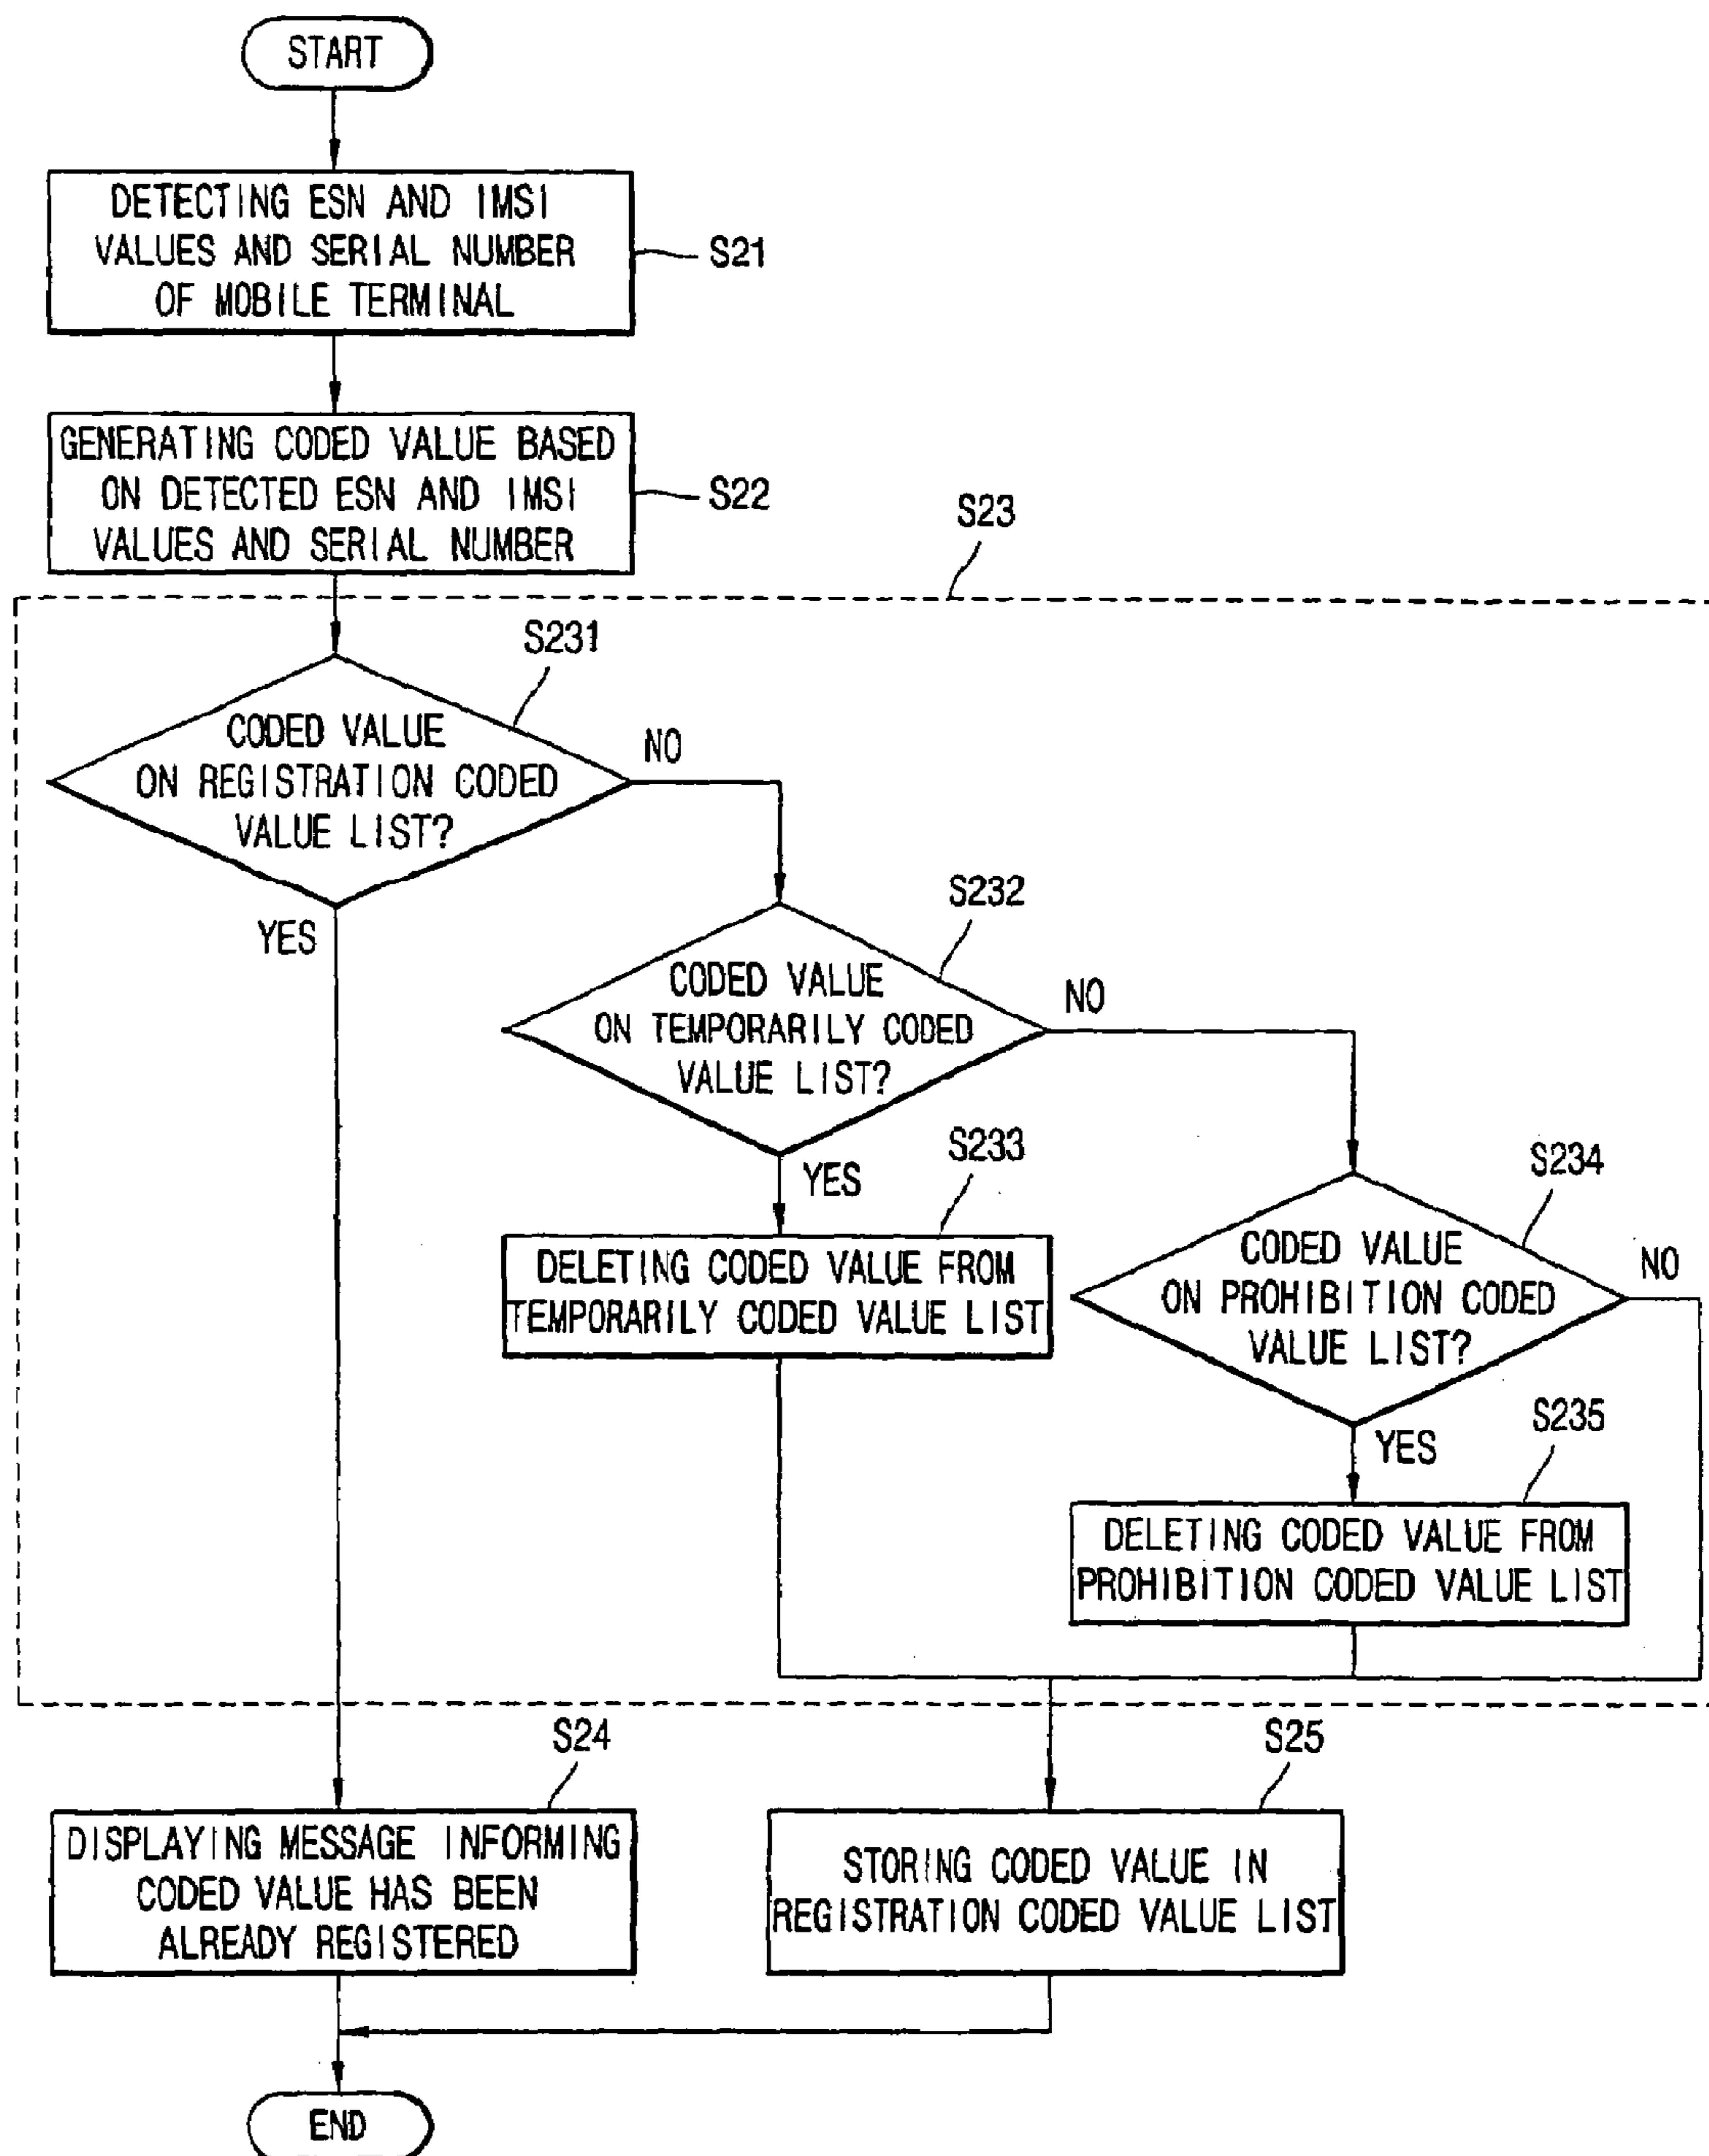 START
DETECTING ESN AND IMSI
VALUES AND SERIAL NUMBER
OF MOBILE TERMINAL
S21
GENERATING CODED VALUE BASED
ON DETECTED ESN AND IMSI
VALUES AND SERIAL NUMBER
S22
S23
S231
CODED VALUE
ON REGISTRATION CODED
VALUE LIST?
NO
YES
S232
CODED VALUE
ON TEMPORARILY CODED
VALUE LIST?
NO
YES
S233
DELETING CODED VALUE FROM
TEMPORARILY CODED VALUE LIST
S234
CODED VALUE
ON PROHIBITION CODED
VALUE LIST?
NO
YES
S235
DELETING CODED VALUE FROM
PROHIBITION CODED VALUE LIST
S24
DISPLAYING MESSAGE INFORMING
CODED VALUE HAS BEEN
ALREADY REGISTERED
S25
STORING CODED VALUE IN
REGISTRATION CODED VALUE LIST
END